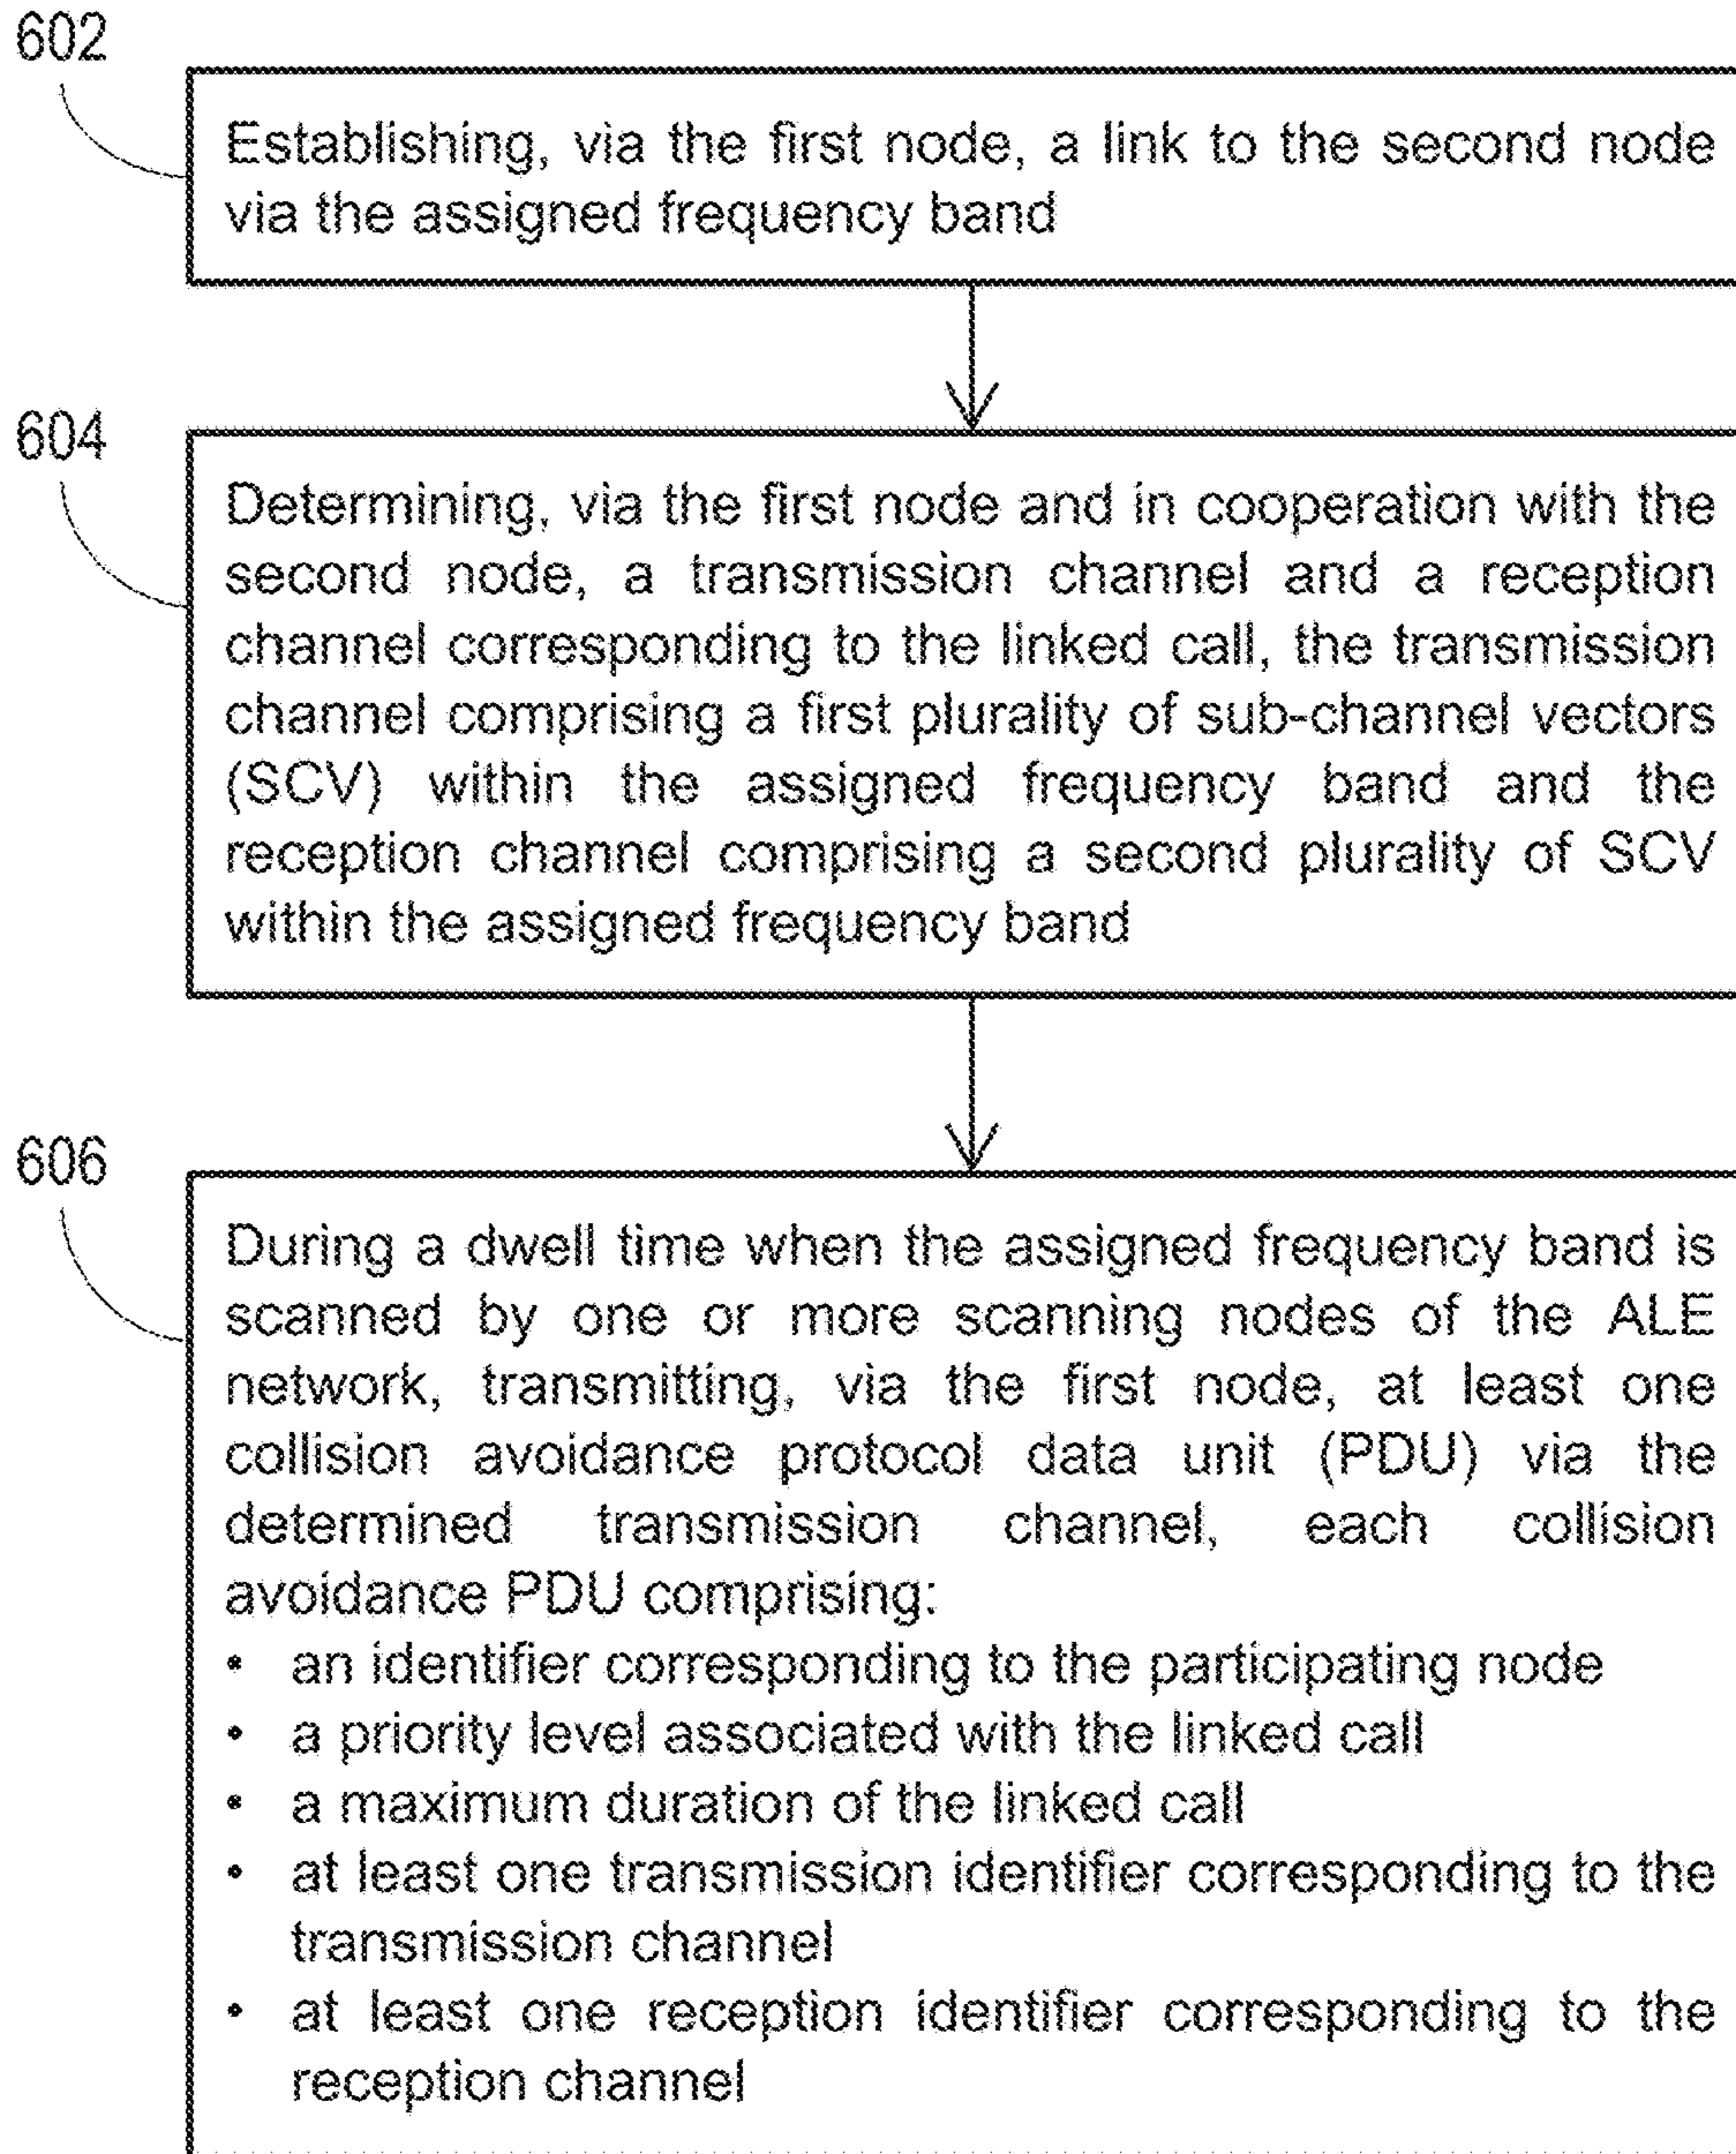 602
Establishing, via the first node, a link to the second node
via the assigned frequency band
604
Determining, via the first node and in cooperation with the
second node, a transmission channel and a reception
channel corresponding to the linked call, the transmission
channel comprising a first plurality of sub-channel vectors
(SCV) within the assigned frequency band and the
reception channel comprising a second plurality of SCV
within the assigned frequency band
606
During a dwell time when the assigned frequency band is
scanned by one or more scanning nodes of the ALE
network, transmitting, via the first node, at least one
collision avoidance protocol data unit (PDU) via the
determined transmission channel, each collision
avoidance PDU comprising:
• an identifier corresponding to the participating node
• a priority level associated with the linked call
• a maximum duration of the linked call
• at least one transmission identifier corresponding to the
transmission channel
• at least one reception identifier corresponding to the
reception channel